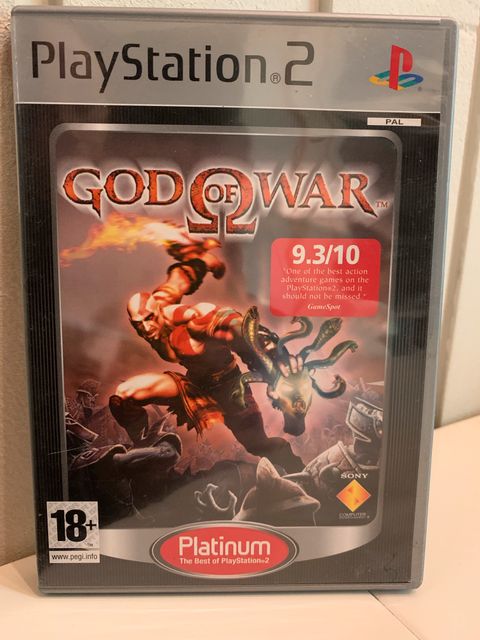 PlayStation®2
PAL
GOD OF WAR™
9.3/10
"One of the best action
adventure games on the
PlayStation®2, and it
should not be missed."
GameSpot
SONY
COMPUTER
ENTERTAINMENT ®
18+
www.pegi.info
Platinum
The Best of PlayStation®2